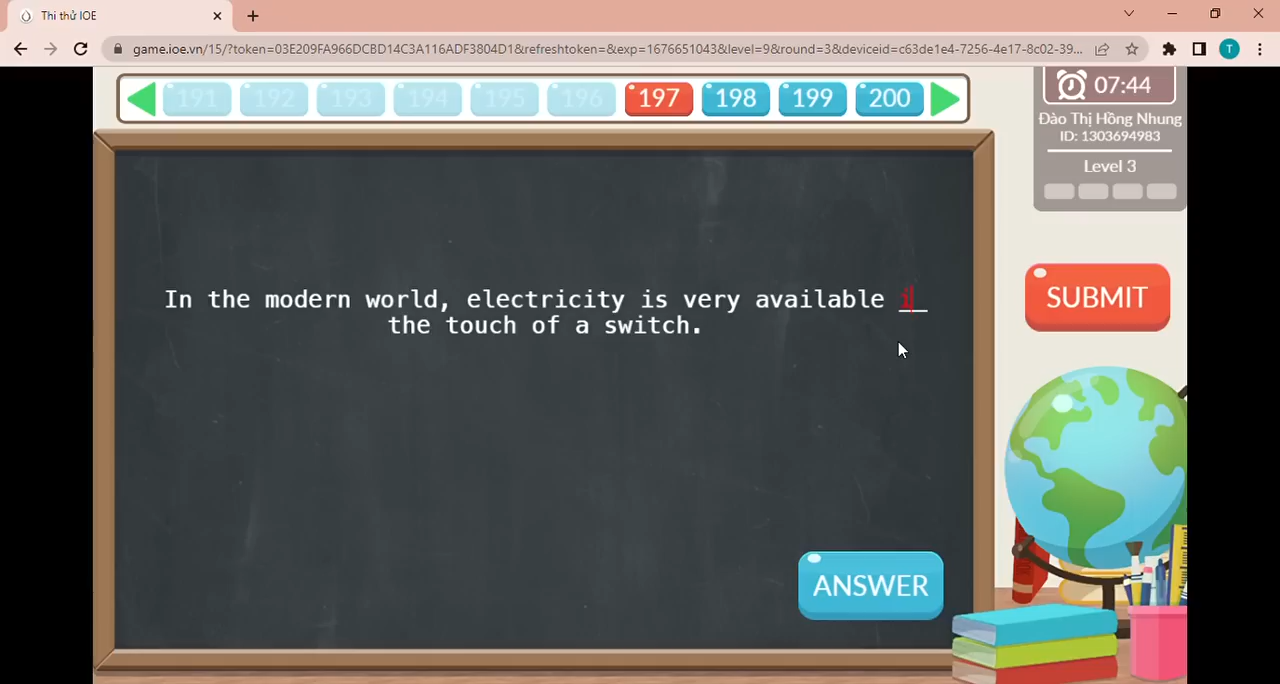 Thi thử IOE
game.ioe.vn/15/?token=03E209FA966DCBD14C3A116ADF3804D1&refreshtoken=&exp=1676651043&level=9&round=3&deviceid=c63de1e4-7256-4e17-8c02-39...
T
191 192 193 194 195 196 197 198 199 200
07:44
Đào Thị Hồng Nhung
ID: 1303694983
Level 3
In the modern world, electricity is very available i_
the touch of a switch.
SUBMIT
ANSWER